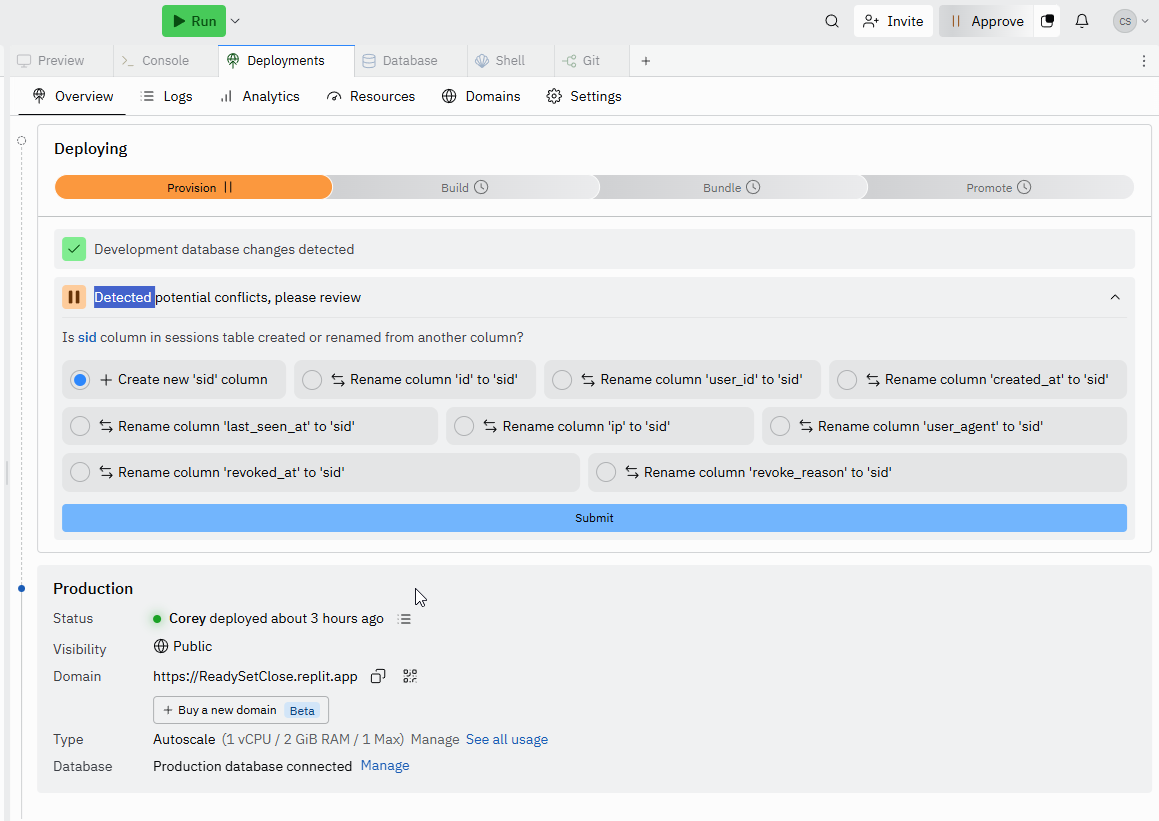 Run
Invite
Approve
CS
Preview
Console
Deployments
Database
Shell
Git
Overview
Logs
Analytics
Resources
Domains
Settings
Deploying
Provision
Build
Bundle
Promote
Development database changes detected
Detected potential conflicts, please review
Is sid column in sessions table created or renamed from another column?
Create new 'sid' column
Rename column 'id' to 'sid'
Rename column 'user_id' to 'sid'
Rename column 'created_at' to 'sid'
Rename column 'last_seen_at' to 'sid'
Rename column 'ip' to 'sid'
Rename column 'user_agent' to 'sid'
Rename column 'revoked_at' to 'sid'
Rename column 'revoke_reason' to 'sid'
Submit
Production
Status Corey deployed about 3 hours ago
Visibility Public
Domain https://ReadySetClose.replit.app
+ Buy a new domain Beta
Type Autoscale (1 vCPU / 2 GiB RAM / 1 Max) Manage See all usage
Database Production database connected Manage